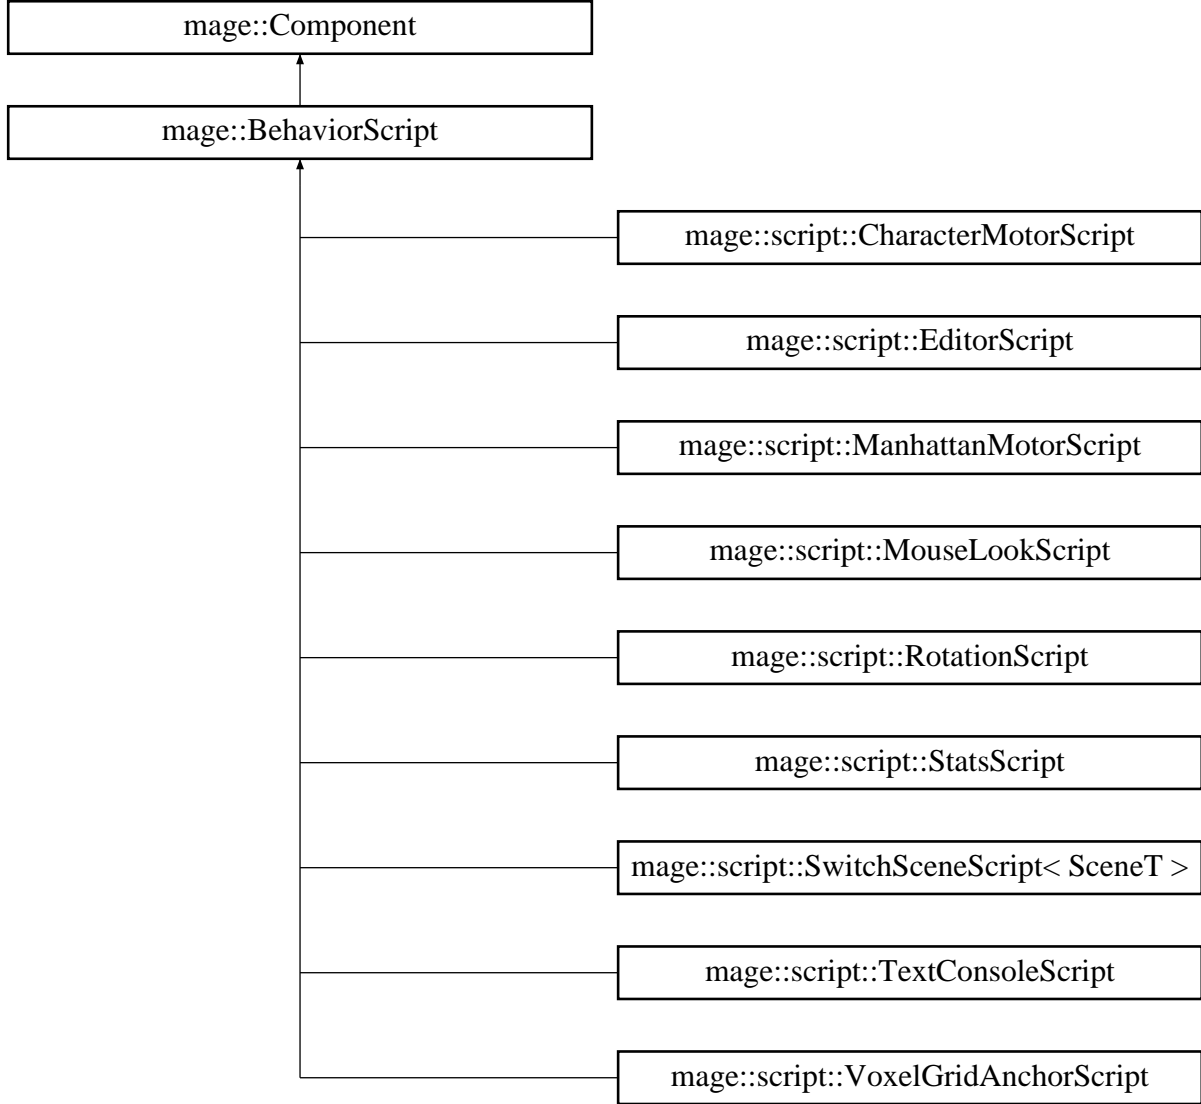 mage::Component
mage::BehaviorScript
mage::script::CharacterMotorScript
mage::script::EditorScript
mage::script::ManhattanMotorScript
mage::script::MouseLookScript
mage::script::RotationScript
mage::script::StatsScript
mage::script::SwitchSceneScript< SceneT >
mage::script::TextConsoleScript
mage::script::VoxelGridAnchorScript